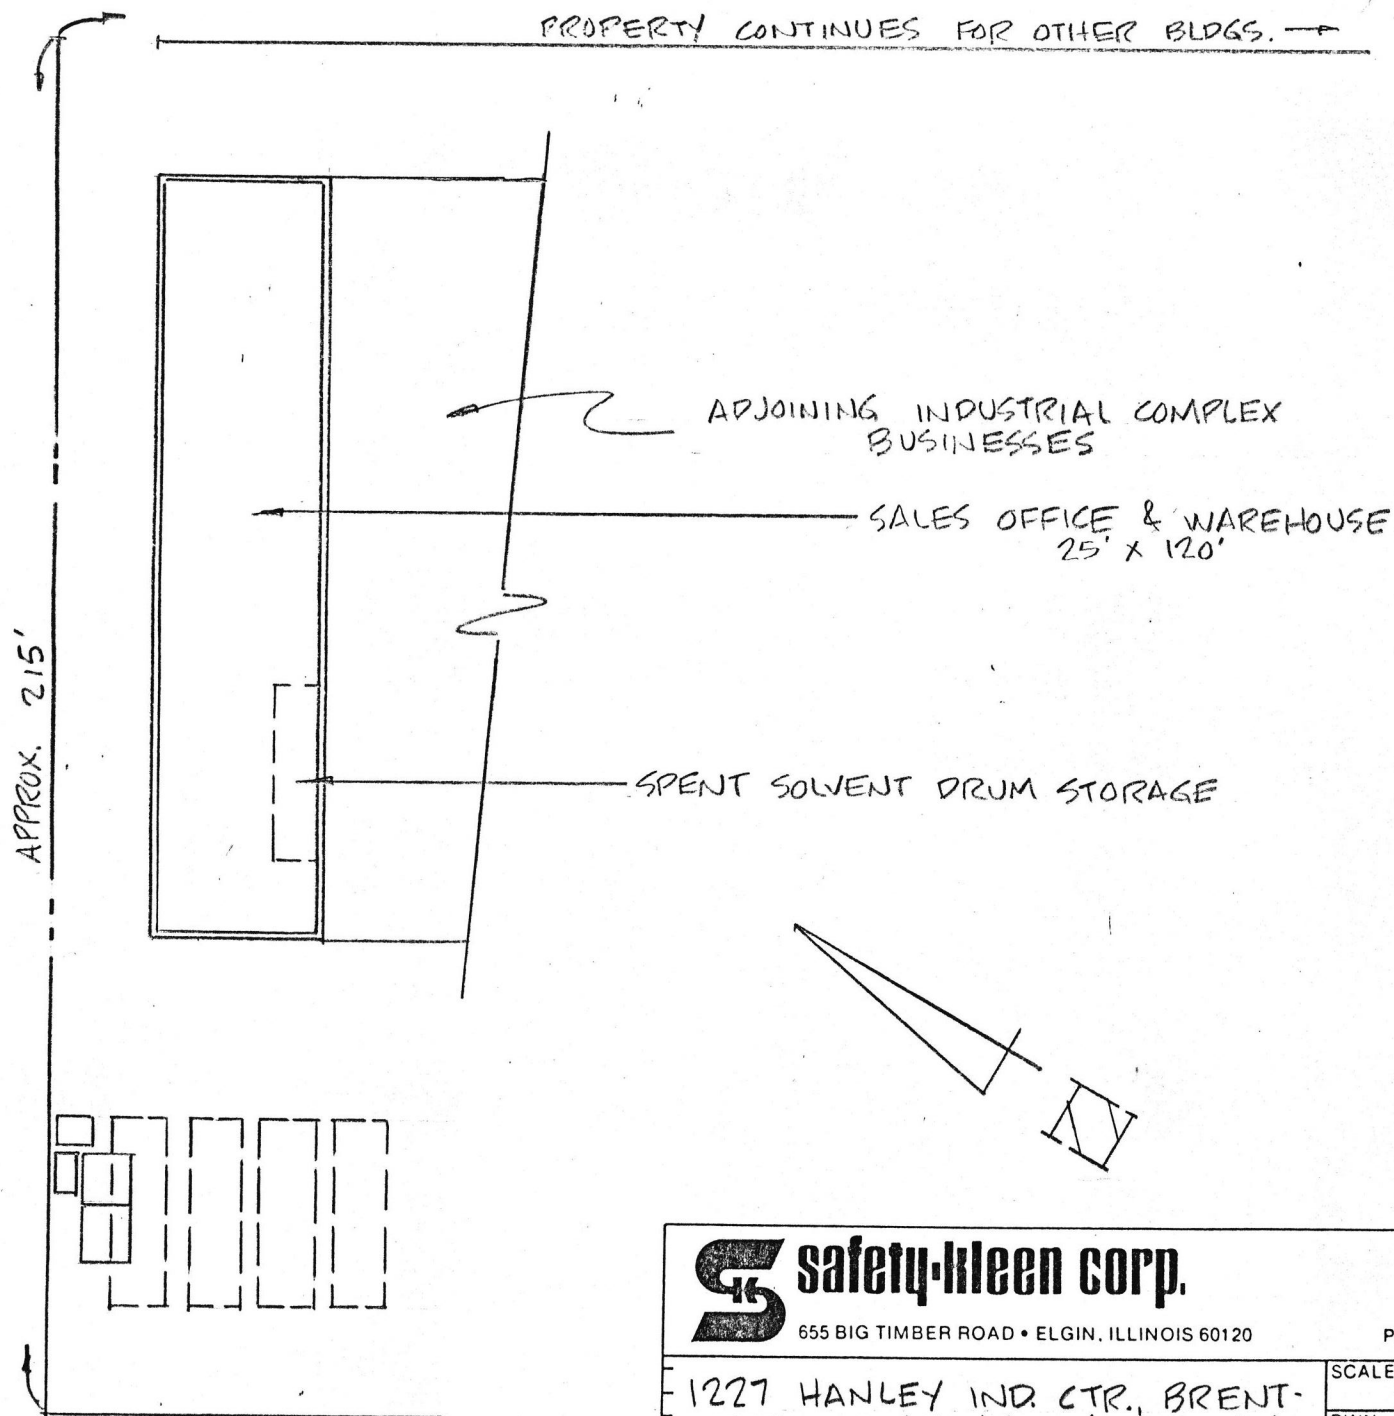 PROPERTY CONTINUES FOR OTHER BLDGS.
ADJOINING INDUSTRIAL COMPLEX
BUSINESSES
SALES OFFICE & WAREHOUSE
25' X 120'
APPROX. 215'
SPENT SOLVENT DRUM STORAGE
N
SK
safety-kleen corp.
655 BIG TIMBER ROAD • ELGIN, ILLINOIS 60120
P
1227 HANLEY IND. CTR., BRENT-
SCALE